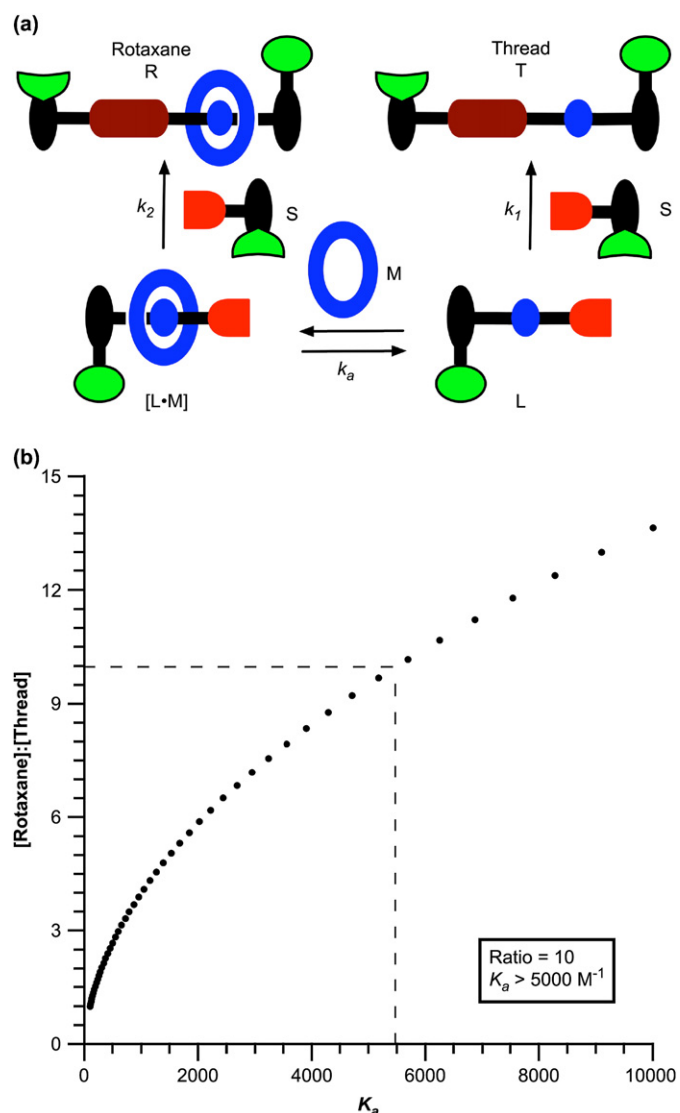 (a)
Rotaxane
R
Thread
T
k2
S
k1
S
M
ka
[L•M]
L
(b)
[Rotaxane]:[Thread]
15
12
9
6
3
0
Ratio = 10
Ka > 5000 M-1
0 2000 4000 6000 8000 10000
Ka